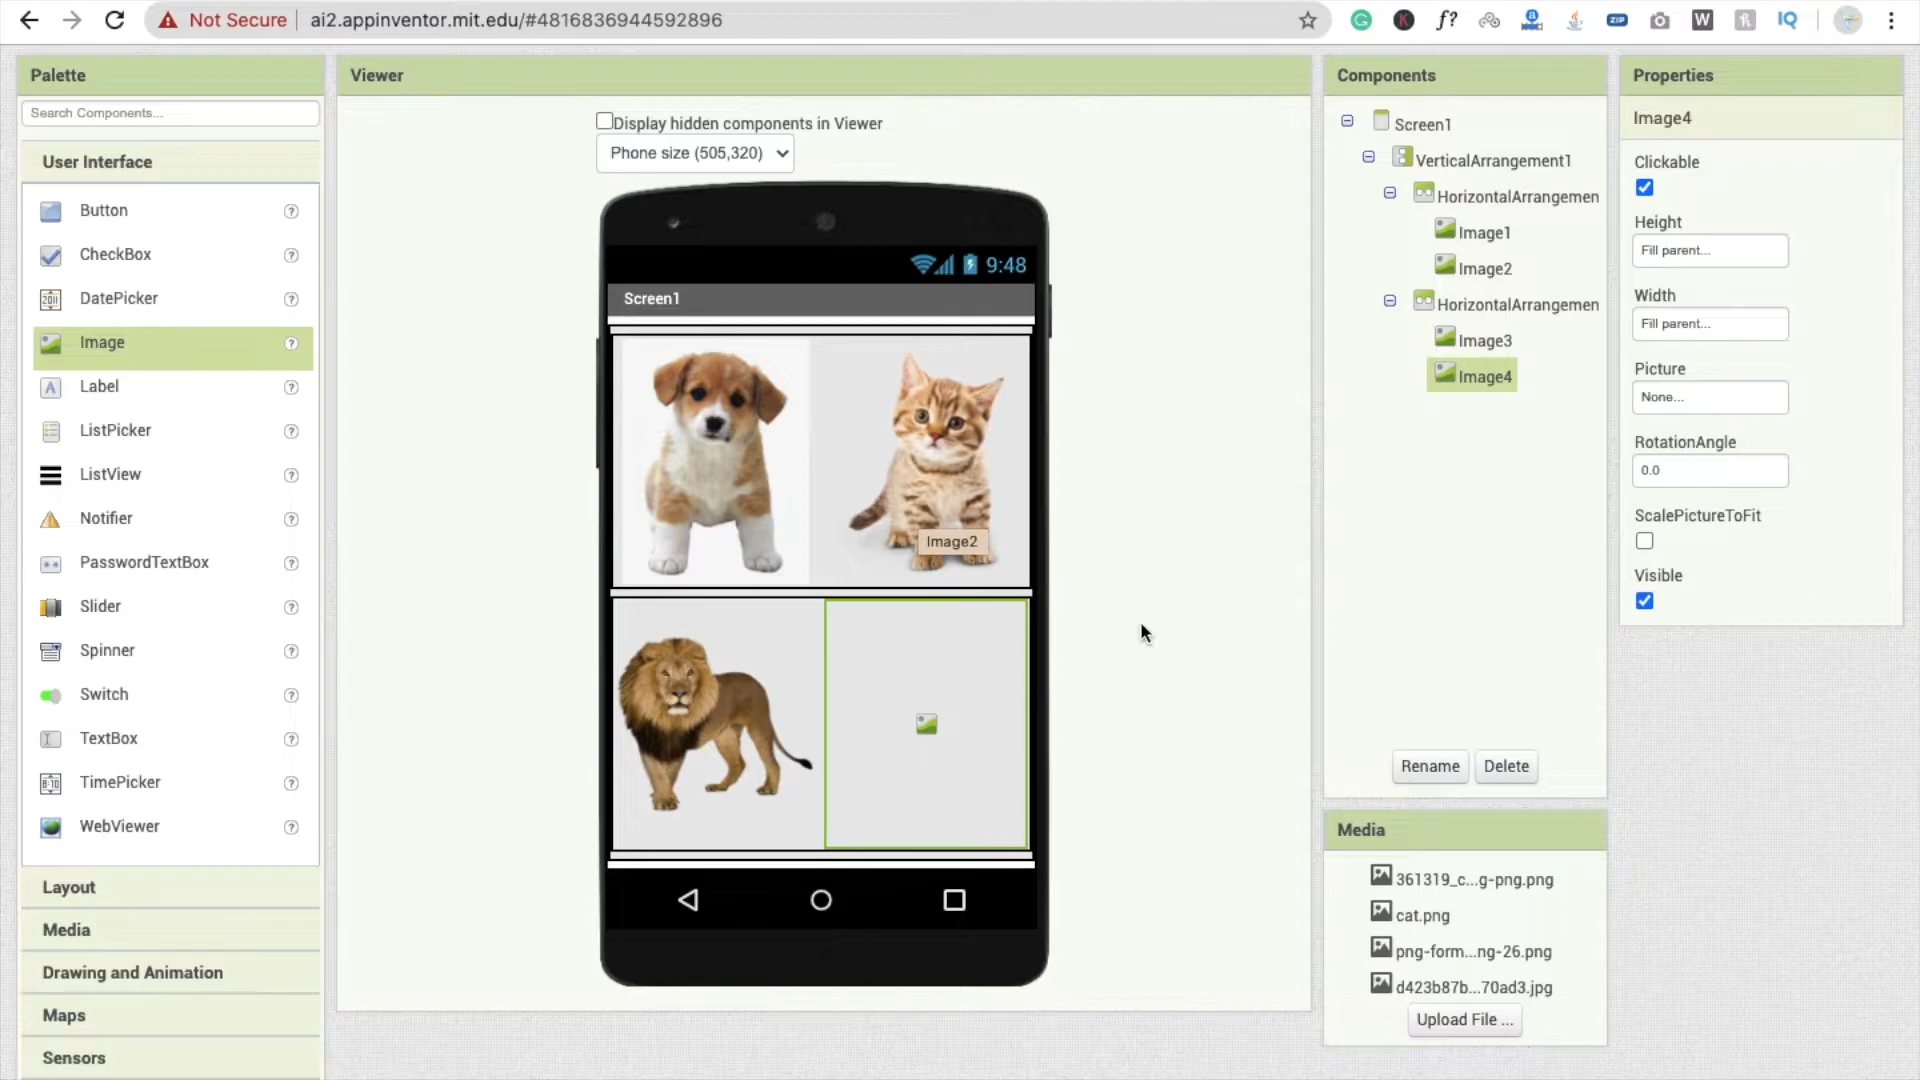 Not Secure
ai2.appinventor.mit.edu/#4816836944592896
f?
ZIP
W
IQ
Palette
Search Components...
User Interface
Button
CheckBox
DatePicker
Image
Label
ListPicker
ListView
Notifier
PasswordTextBox
Slider
Spinner
Switch
TextBox
TimePicker
WebViewer
Layout
Media
Drawing and Animation
Maps
Sensors
Viewer
Display hidden components in Viewer
Phone size (505,320)
9:48
Screen1
Image2
Components
Screen1
VerticalArrangement1
HorizontalArrangemen
Image1
Image2
HorizontalArrangemen
Image3
Image4
Rename
Delete
Media
361319_c...g-png.png
cat.png
png-form...ng-26.png
d423b87b...70ad3.jpg
Upload File ...
Properties
Image4
Clickable
Height
Fill parent...
Width
Fill parent...
Picture
None...
RotationAngle
0.0
ScalePictureToFit
Visible